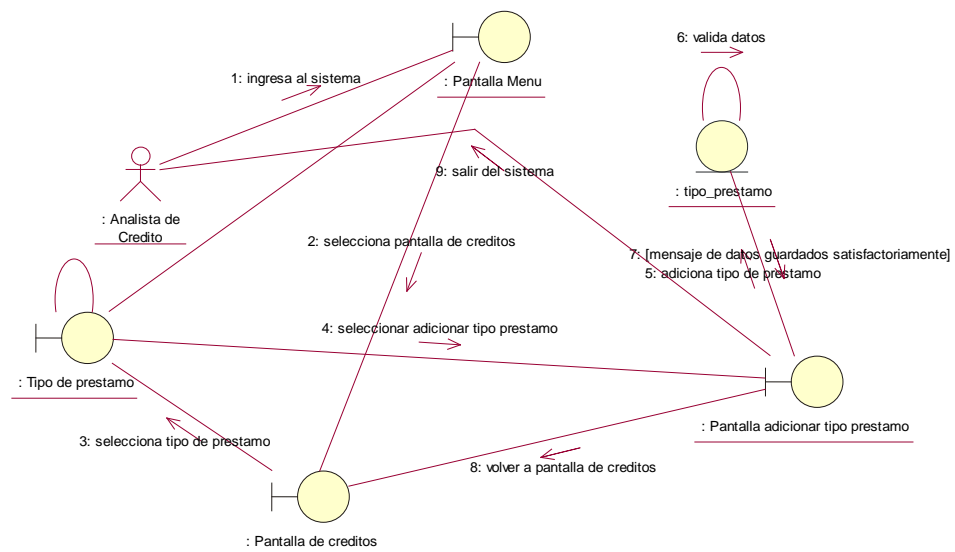 6: valida datos
1: ingresa al sistema
: Pantalla Menu
9: salir del sistema
: tipo_prestamo
: Analista de
Credito
2: selecciona pantalla de creditos
7: [mensaje de datos guardados satisfactoriamente]
5: adiciona tipo de prestamo
4: seleccionar adicionar tipo prestamo
: Tipo de prestamo
: Pantalla adicionar tipo prestamo
3: selecciona tipo de prestamo
8: volver a pantalla de creditos
: Pantalla de creditos